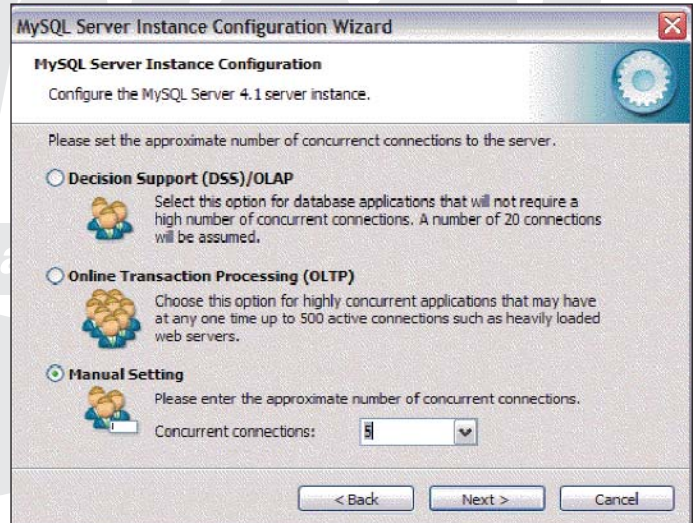 MySQL Server Instance Configuration Wizard
MySQL Server Instance Configuration
Configure the MySQL Server 4.1 server instance.
Please set the approximate number of concurrenct connections to the server.
Decision Support (DSS)/OLAP
Select this option for database applications that will not require a
high number of concurrent connections. A number of 20 connections
will be assumed.
Online Transaction Processing (OLTP)
Choose this option for highly concurrent applications that may have
at any one time up to 500 active connections such as heavily loaded
web servers.
Manual Setting
Please enter the approximate number of concurrent connections.
Concurrent connections: 5
< Back Next > Cancel